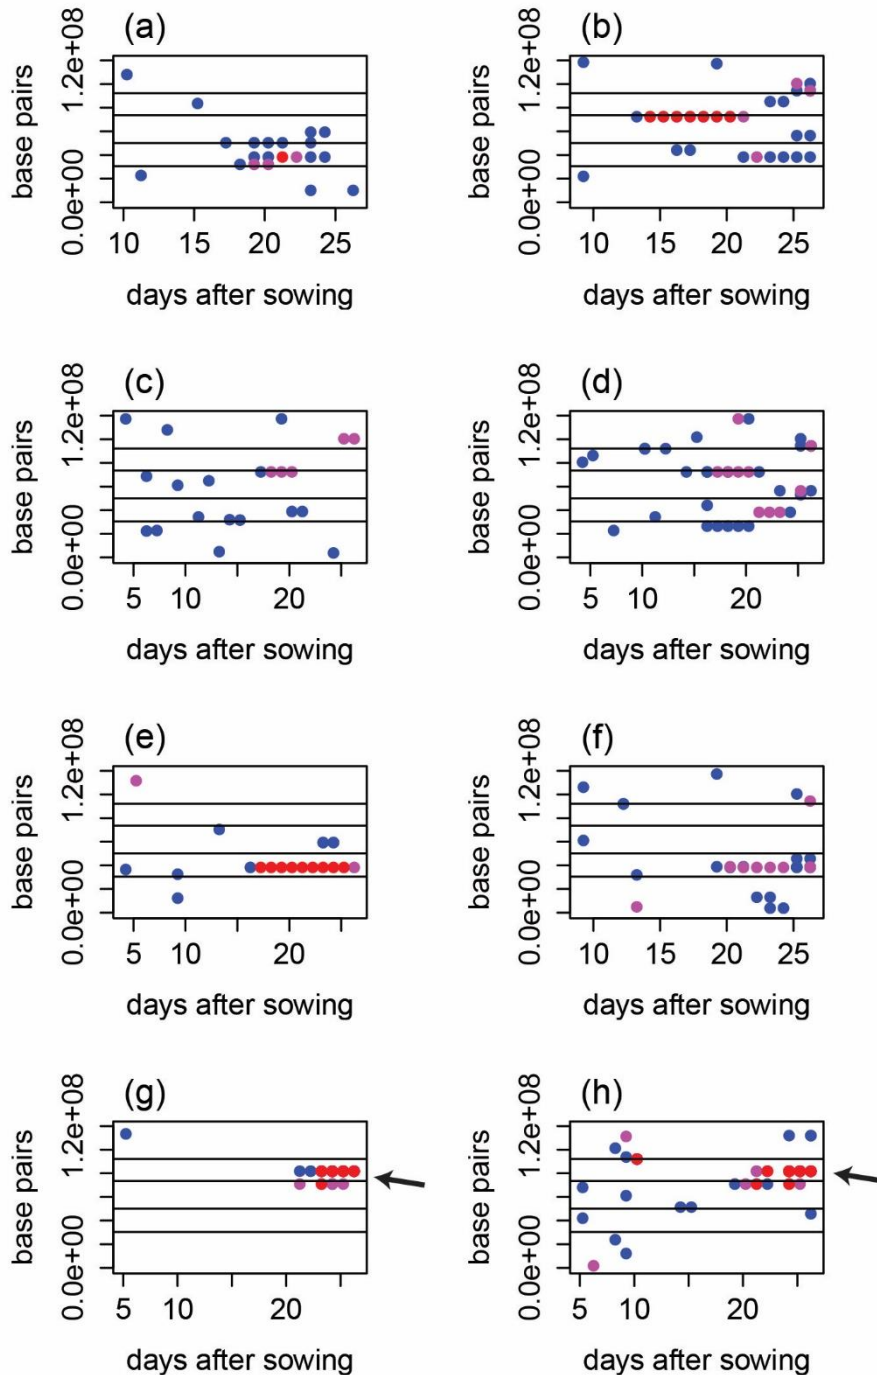 (a)
base pairs
0.0e+00 1.2e+08
10 15 20 25
days after sowing
(b)
base pairs
0.0e+00 1.2e+08
10 15 20 25
days after sowing
(c)
base pairs
0.0e+00 1.2e+08
5 10 20
days after sowing
(d)
base pairs
0.0e+00 1.2e+08
5 10 20
days after sowing
(e)
base pairs
0.0e+00 1.2e+08
5 10 20
days after sowing
(f)
base pairs
0.0e+00 1.2e+08
10 15 20 25
days after sowing
(g)
base pairs
0.0e+00 1.2e+08
5 10 20
days after sowing
(h)
base pairs
0.0e+00 1.2e+08
5 10 20
days after sowing